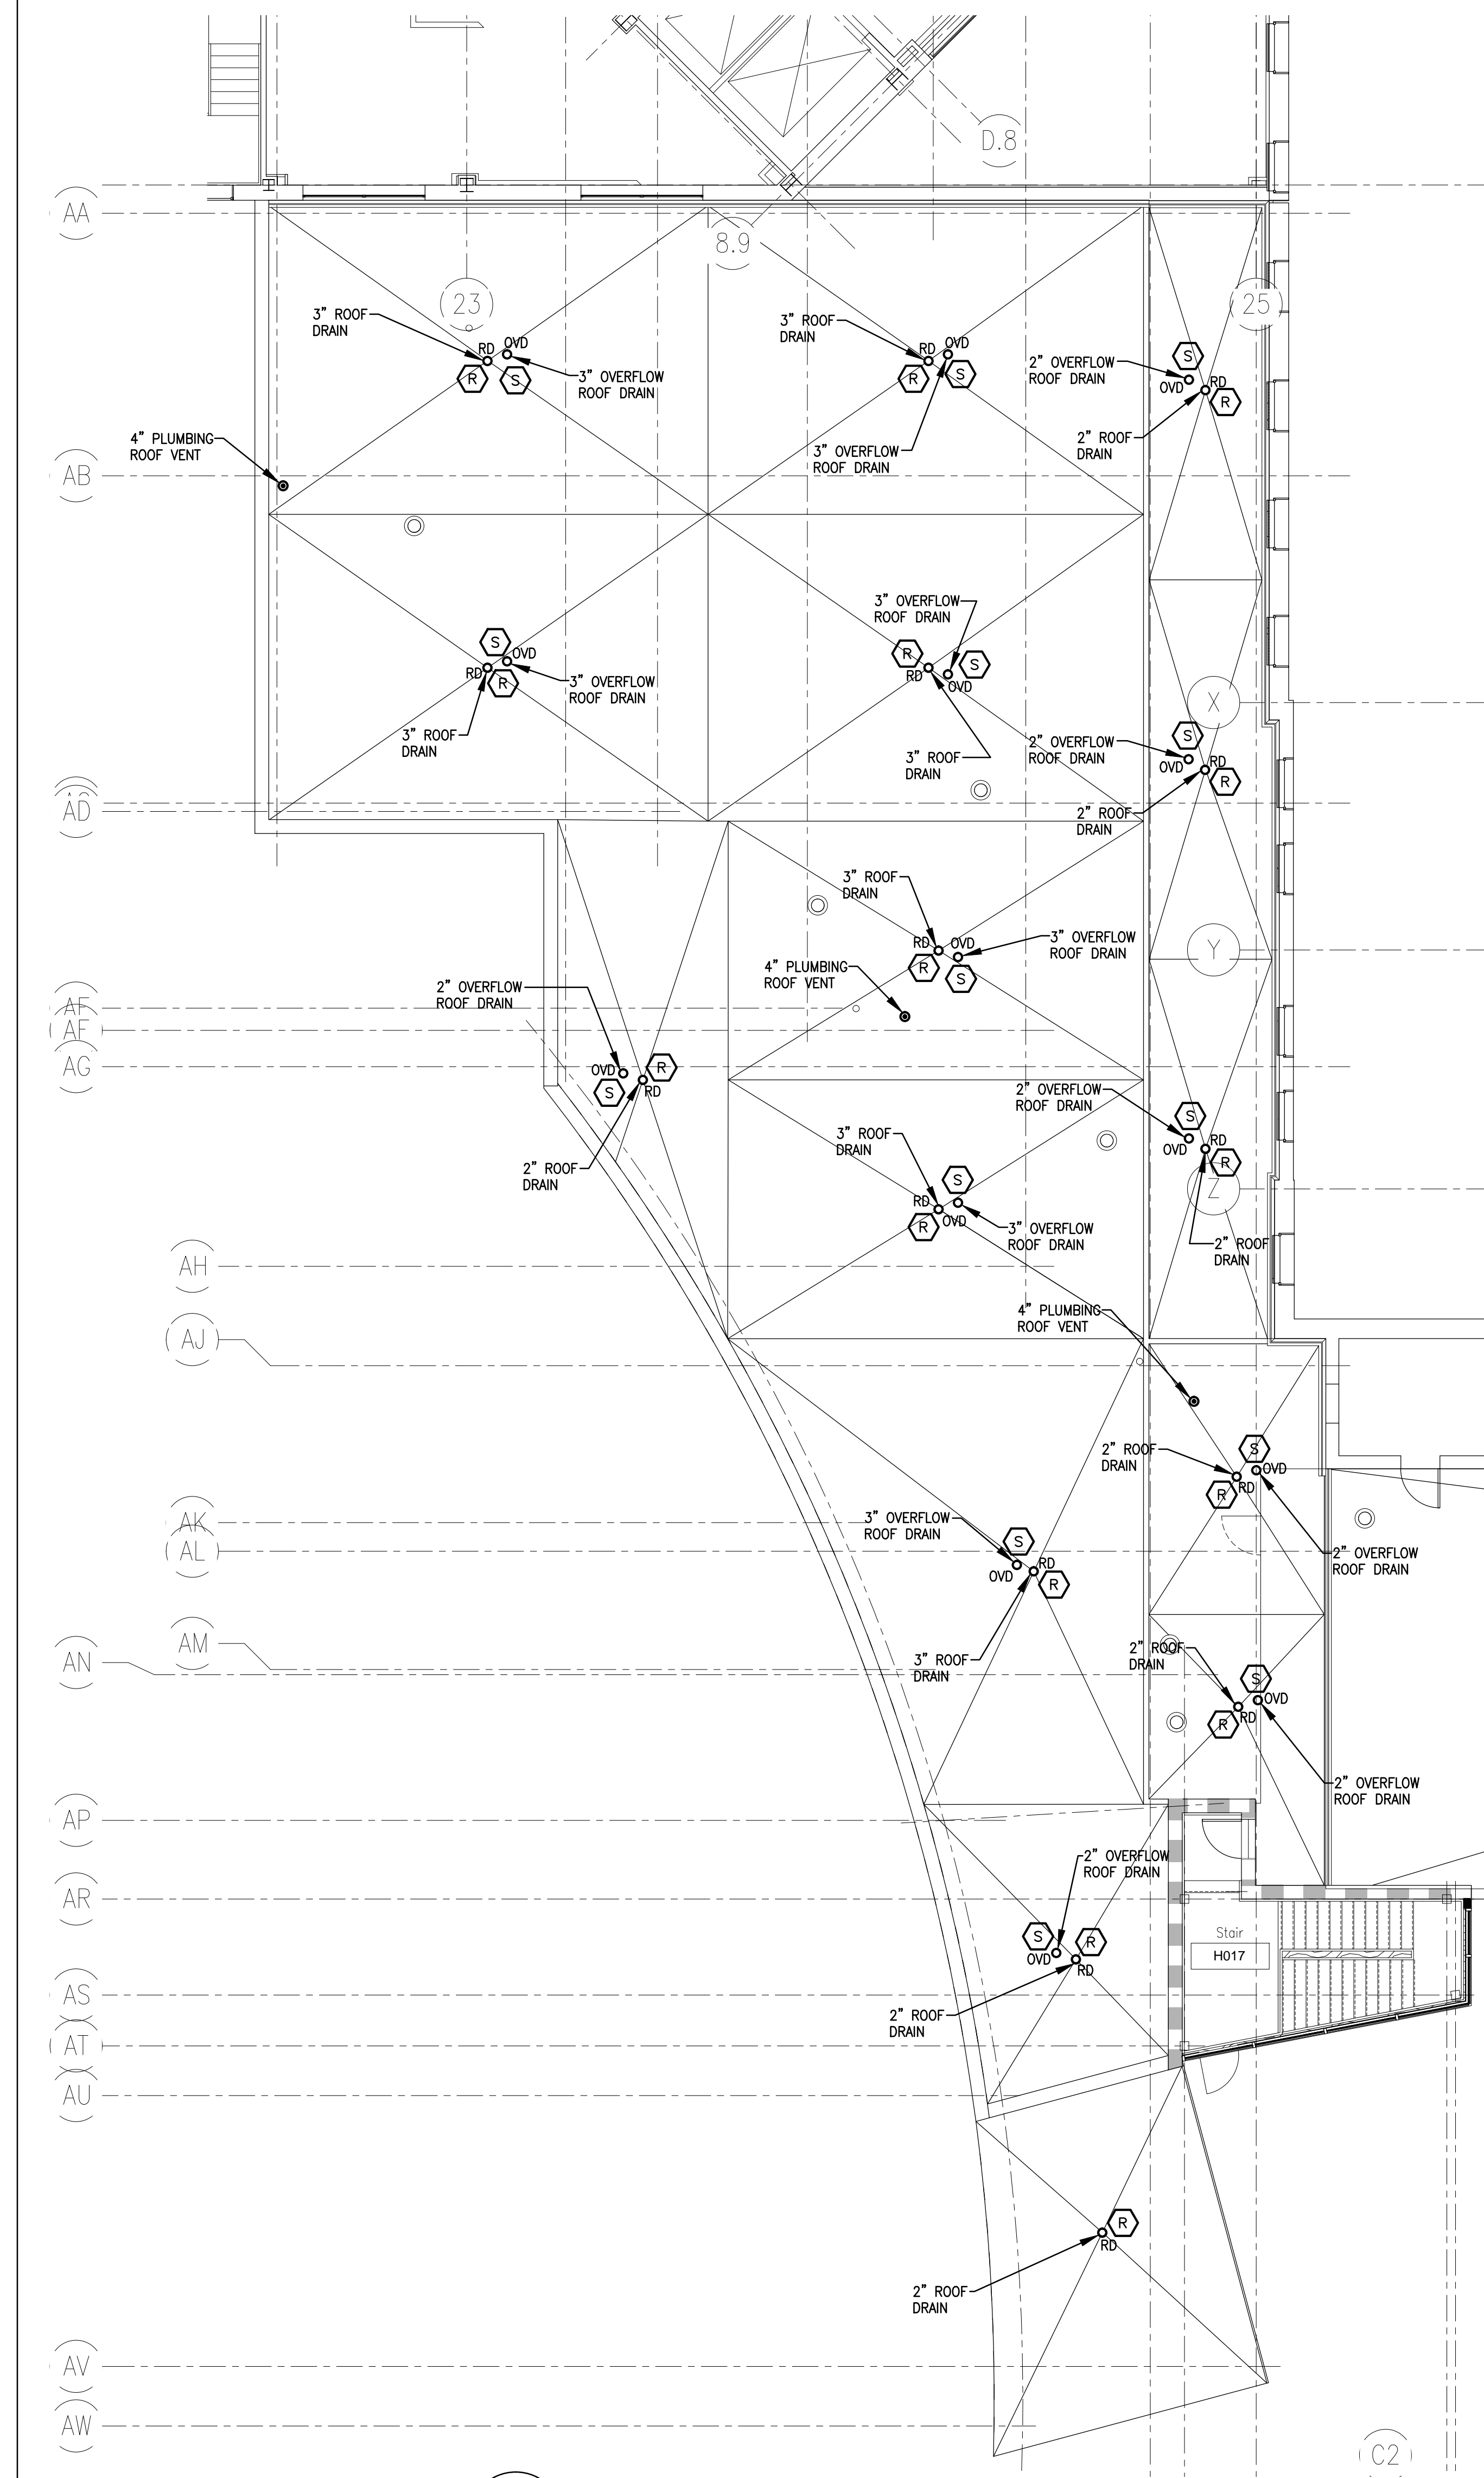 D.8
AA
8.9
23
25
3” ROOF
DRAIN
RD
OVD
R
S
3” OVERFLOW
ROOF DRAIN
3” ROOF
DRAIN
RD
OVD
R
S
3” OVERFLOW
ROOF DRAIN
2” OVERFLOW
ROOF DRAIN
S
OVD
RD
R
2” ROOF
DRAIN
4” PLUMBING
ROOF VENT
AB
S
OVD
RD
R
3” OVERFLOW
ROOF DRAIN
3” ROOF
DRAIN
3” OVERFLOW
ROOF DRAIN
R
S
RD
OVD
3” ROOF
DRAIN
X
2” OVERFLOW
ROOF DRAIN
S
OVD
RD
R
2” ROOF
DRAIN
AD
3” ROOF
DRAIN
RD
OVD
R
S
3” OVERFLOW
ROOF DRAIN
Y
4” PLUMBING
ROOF VENT
2” OVERFLOW
ROOF DRAIN
AF
AG
OVD
R
S
RD
2” ROOF
DRAIN
2” OVERFLOW
ROOF DRAIN
S
OVD
RD
R
Z
2” ROOF
DRAIN
3” ROOF
DRAIN
S
RD
OVD
R
3” OVERFLOW
ROOF DRAIN
AH
4” PLUMBING
ROOF VENT
AJ
2” ROOF
DRAIN
S
OVD
RD
R
2” OVERFLOW
ROOF DRAIN
AK
AL
3” OVERFLOW
ROOF DRAIN
S
RD
OVD
R
3” ROOF
DRAIN
AM
AN
2” ROOF
DRAIN
S
OVD
RD
R
2” OVERFLOW
ROOF DRAIN
AP
2” OVERFLOW
ROOF DRAIN
AR
S
R
OVD
RD
Stair
H017
2” ROOF
DRAIN
AS
AT
AU
R
RD
2” ROOF
DRAIN
AV
AW
C2